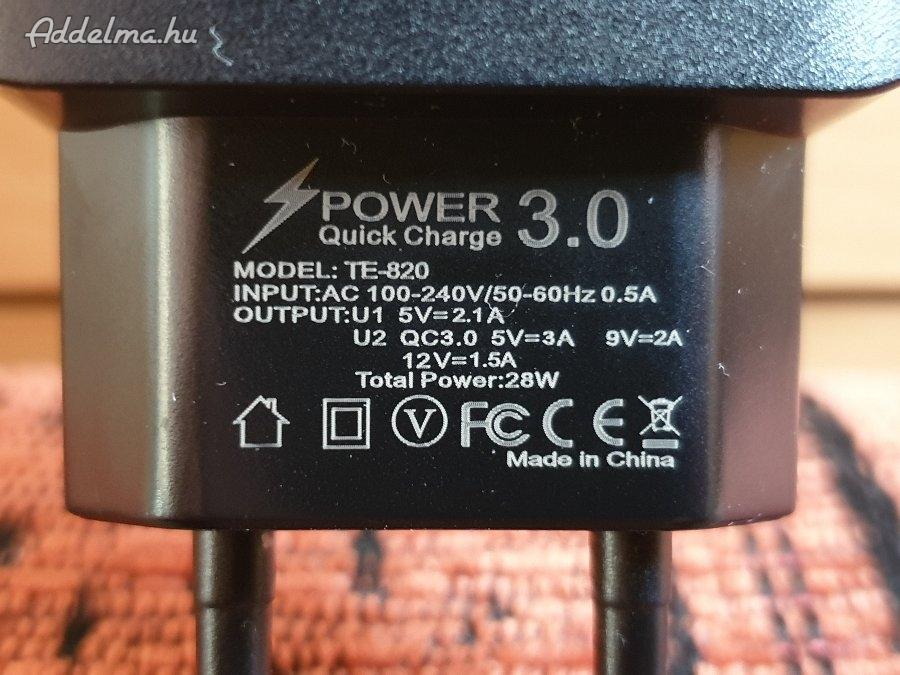 Addelma.hu
POWER 3.0
Quick Charge
MODEL: TE-820
INPUT:AC 100-240V/50-60Hz 0.5A
OUTPUT:U1 5V=2.1A
U2 QC3.0 5V=3A 9V=2A
12V=1.5A
Total Power:28W
V FC CE
Made in China